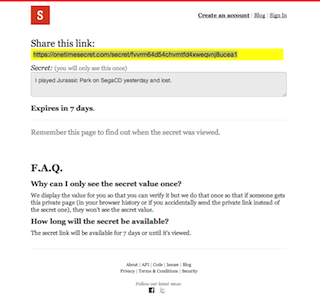 S
Create an account | Blog | Sign In
Share this link:
Secret: (you will only see this once)
I played Jurassic Park on SegaCD yesterday and lost.
Expires in 7 days.
Remember this page to find out when the secret was viewed.
F.A.Q.
Why can I only see the secret value once?
We display the value for you so that you can verify it but we do that once so that if someone gets
this private page (in your browser history or if you accidentally send the private link instead of
the secret one), they won't see the secret value.
How long will the secret be available?
The secret link will be available for 7 days or until it's viewed.
About | API | Code | Issues | Blog
Privacy | Terms & Conditions | Security
Follow our latest news: